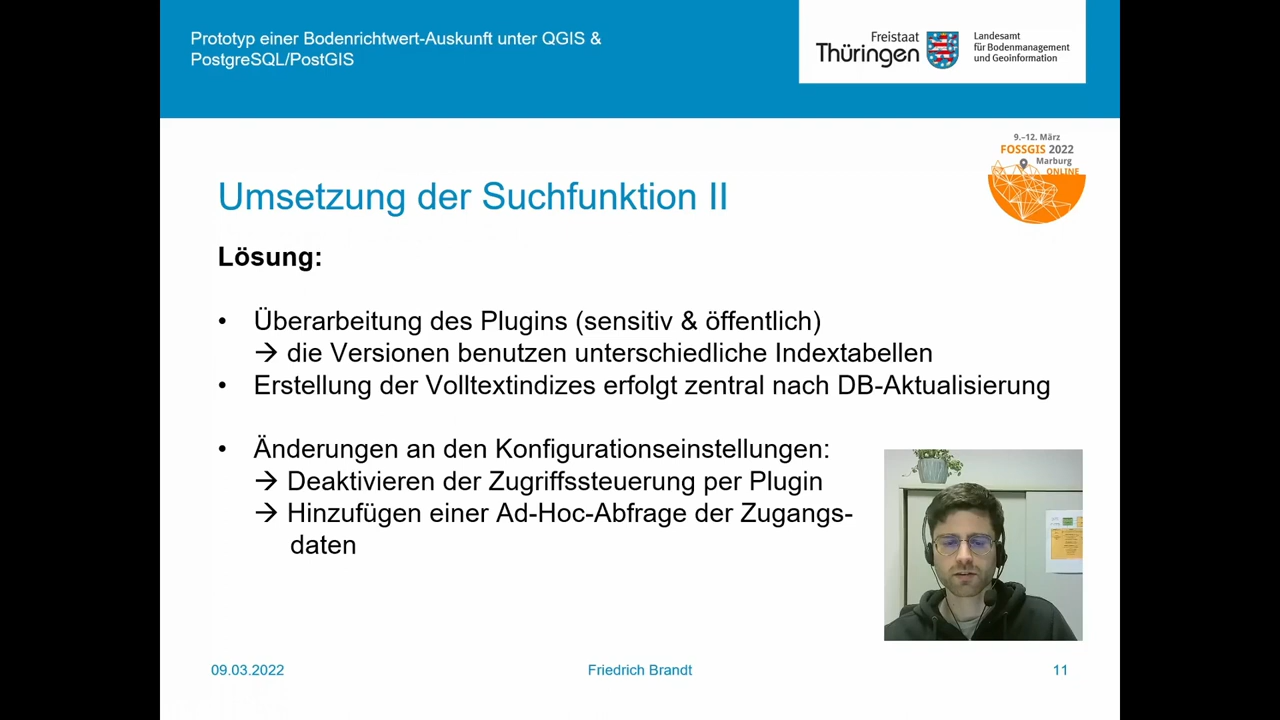 Prototyp einer Bodenrichtwert-Auskunft unter QGIS &
PostgreSQL/PostGIS
Freistaat
Thüringen
Landesamt
für Bodenmanagement
und Geoinformation
9.–12. März
FOSSGIS 2022
Marburg
ONLINE
Umsetzung der Suchfunktion II
Lösung:
• Überarbeitung des Plugins (sensitiv & öffentlich)
→ die Versionen benutzen unterschiedliche Indextabellen
• Erstellung der Volltextindizes erfolgt zentral nach DB-Aktualisierung
• Änderungen an den Konfigurationseinstellungen:
→ Deaktivieren der Zugriffssteuerung per Plugin
→ Hinzufügen einer Ad-Hoc-Abfrage der Zugangs-
daten
09.03.2022
Friedrich Brandt
11